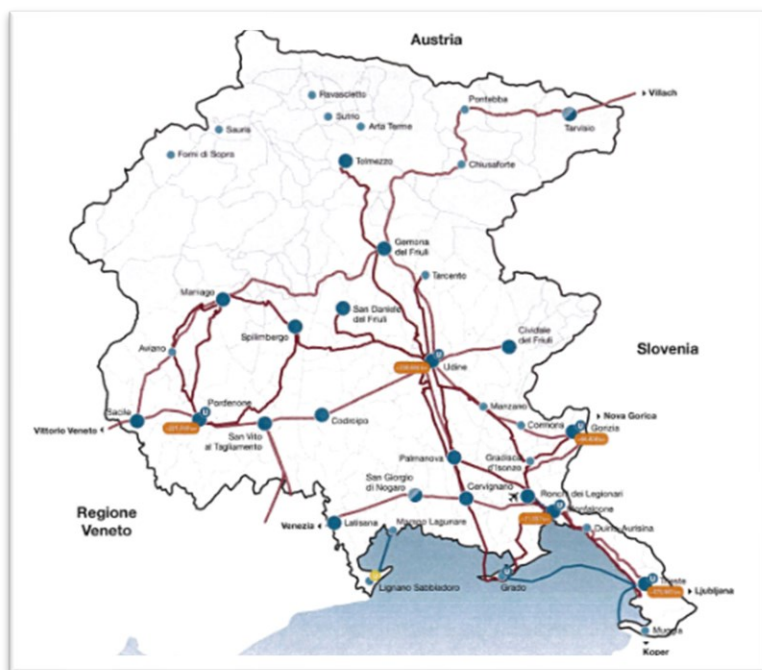 Austria
Ravascletto
Pontebba
Villach
Sutrio
Arta Terme
Tarvisio
Sauris
Forni di Sopra
Tolmezzo
Chiusaforte
Gemona
del Friuli
Tarcento
Maniago
San Daniele
del Friuli
Cividale
del Friuli
Spilimbergo
Aviano
Slovenia
Udine
Pordenone
Sacile
Manzano
Nova Gorica
Codroipo
Cormons
Gorizia
Vittorio Veneto
San Vito
al Tagliamento
Palmanova
Gradisca
d'Isonzo
San Giorgio
di Nogaro
Cervignano
Ronchi dei Legionari
Monfalcone
Regione
Veneto
Venezia
Latisana
Marano Lagunare
Duino Aurisina
Lignano Sabbiadoro
Grado
Trieste
Ljubljana
Muggia
Koper